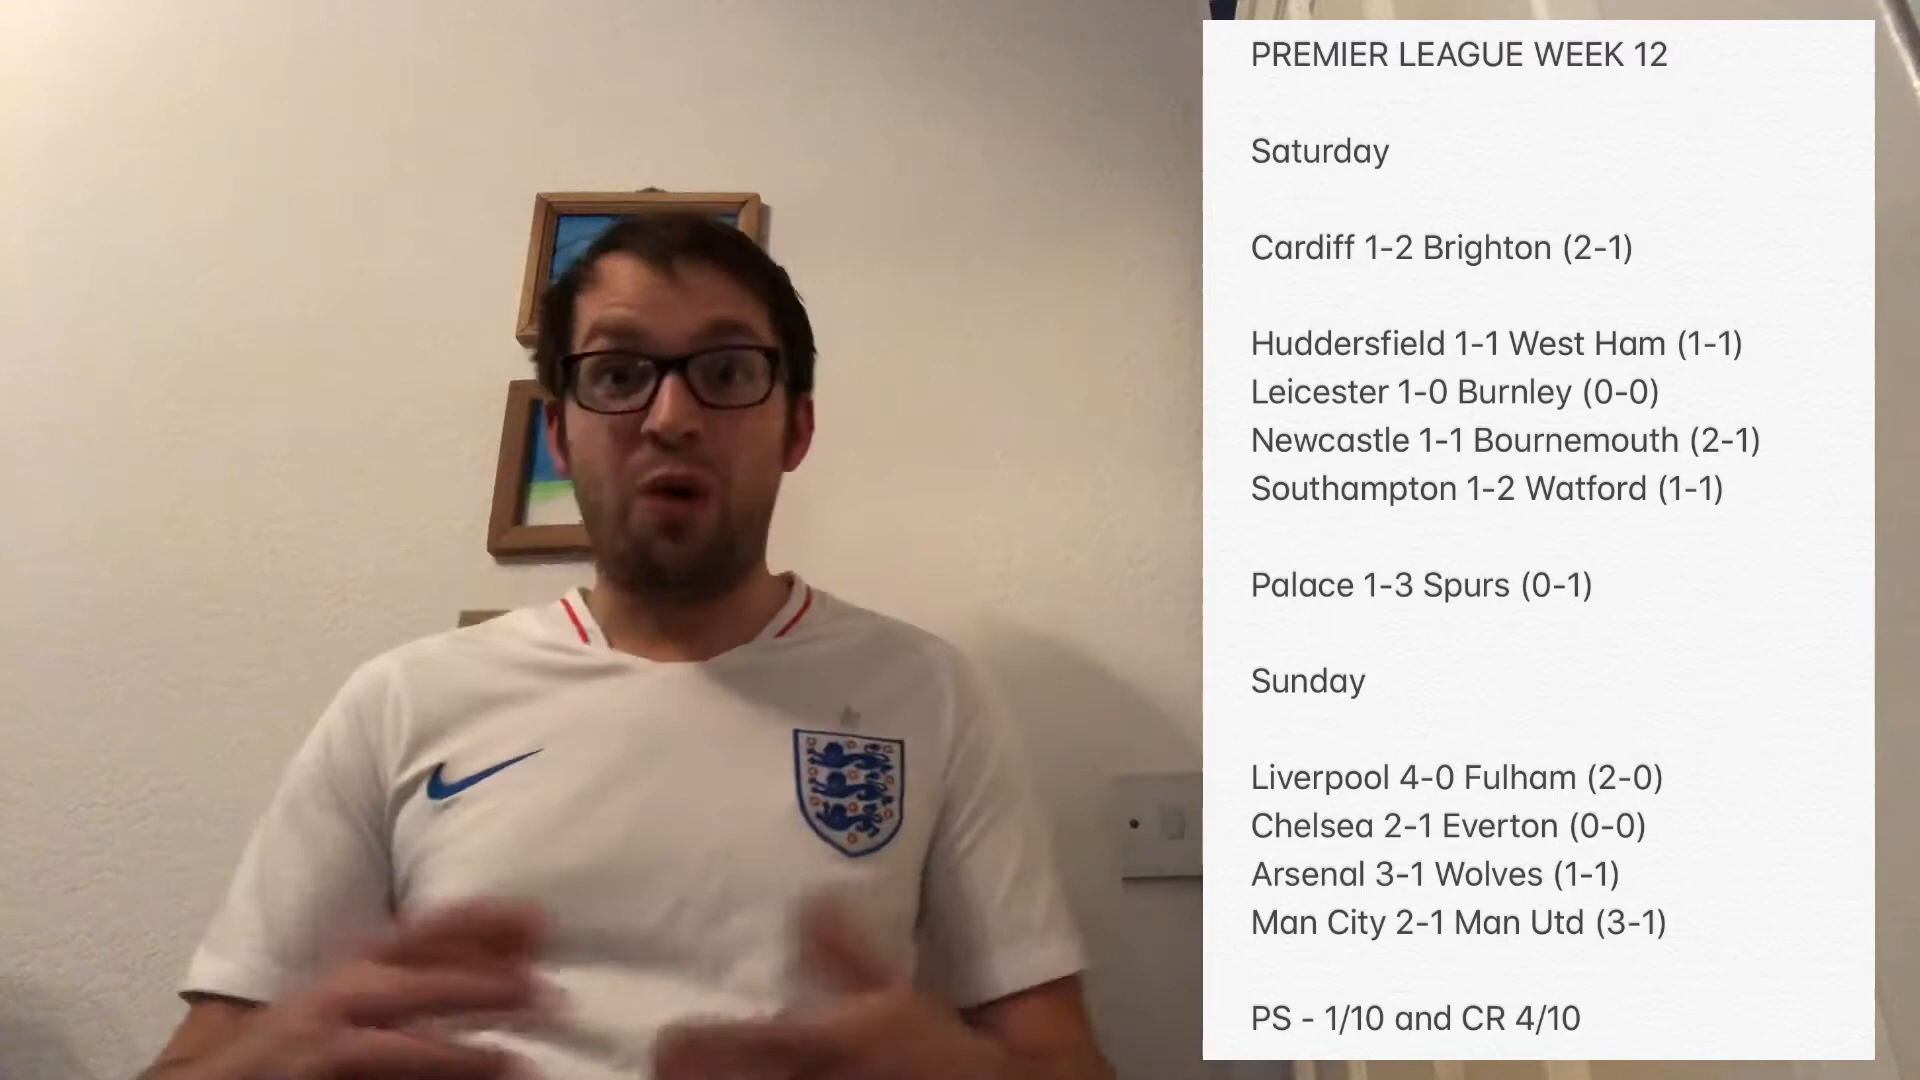 PREMIER LEAGUE WEEK 12
Saturday
Cardiff 1-2 Brighton (2-1)
Huddersfield 1-1 West Ham (1-1)
Leicester 1-0 Burnley (0-0)
Newcastle 1-1 Bournemouth (2-1)
Southampton 1-2 Watford (1-1)
Palace 1-3 Spurs (0-1)
Sunday
Liverpool 4-0 Fulham (2-0)
Chelsea 2-1 Everton (0-0)
Arsenal 3-1 Wolves (1-1)
Man City 2-1 Man Utd (3-1)
PS - 1/10 and CR 4/10